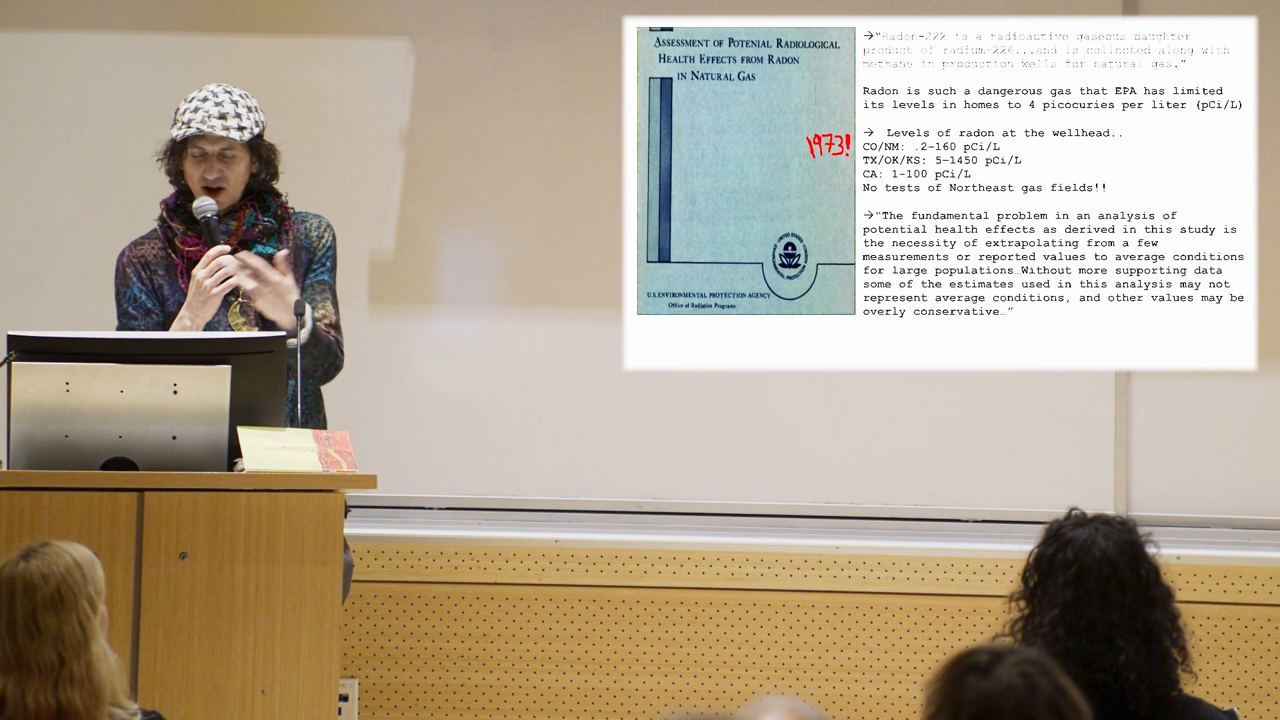 ASSESSMENT OF POTENIAL RADIOLOGICAL
HEALTH EFFECTS FROM RADON
IN NATURAL GAS
1973!
U.S. ENVIRONMENTAL PROTECTION AGENCY
Office of Radiation Programs
→"Radon-222 is a radioactive gaseous daughter
product of radium-226...and is collected along with
methane in production wells for natural gas."
Radon is such a dangerous gas that EPA has limited
its levels in homes to 4 picocuries per liter (pCi/L)
→ Levels of radon at the wellhead..
CO/NM: .2-160 pCi/L
TX/OK/KS: 5-1450 pCi/L
CA: 1-100 pCi/L
No tests of Northeast gas fields!!
→"The fundamental problem in an analysis of
potential health effects as derived in this study is
the necessity of extrapolating from a few
measurements or reported values to average conditions
for large populations…Without more supporting data
some of the estimates used in this analysis may not
represent average conditions, and other values may be
overly conservative…"